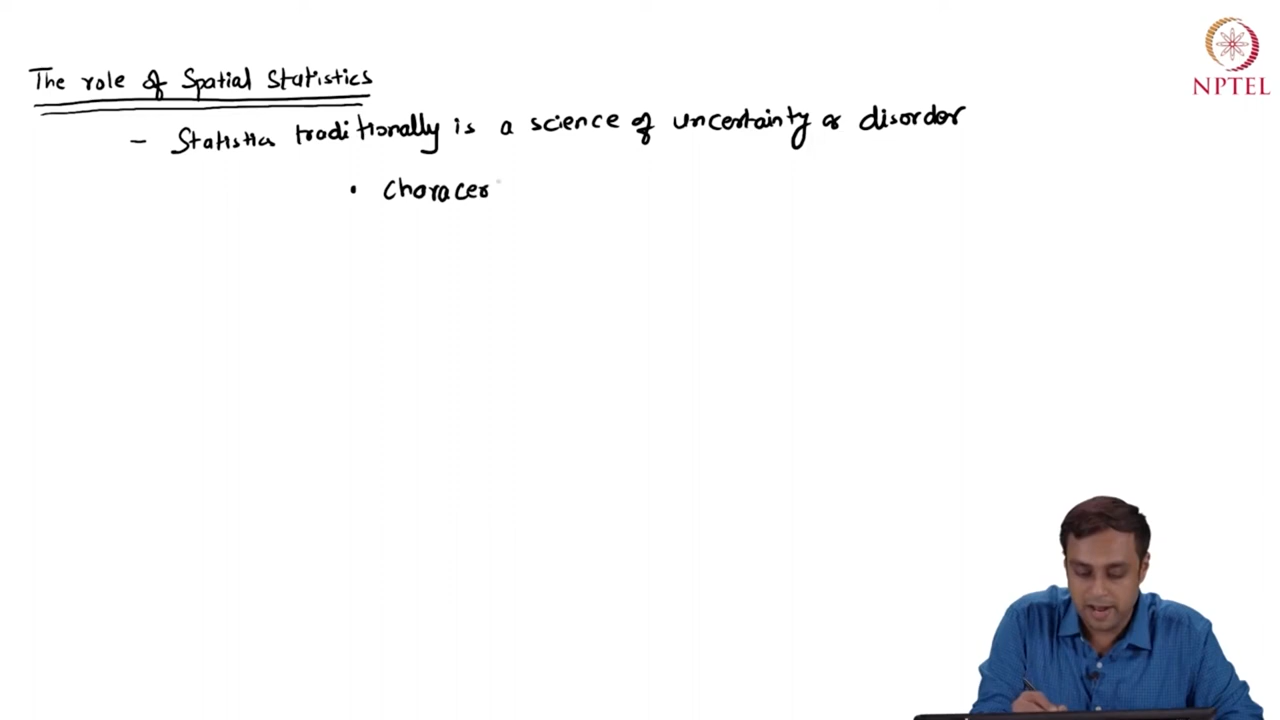 The role of Spatial Statistics
NPTEL
- Statistics traditionally is a science of uncertainty or disorder
• Characer